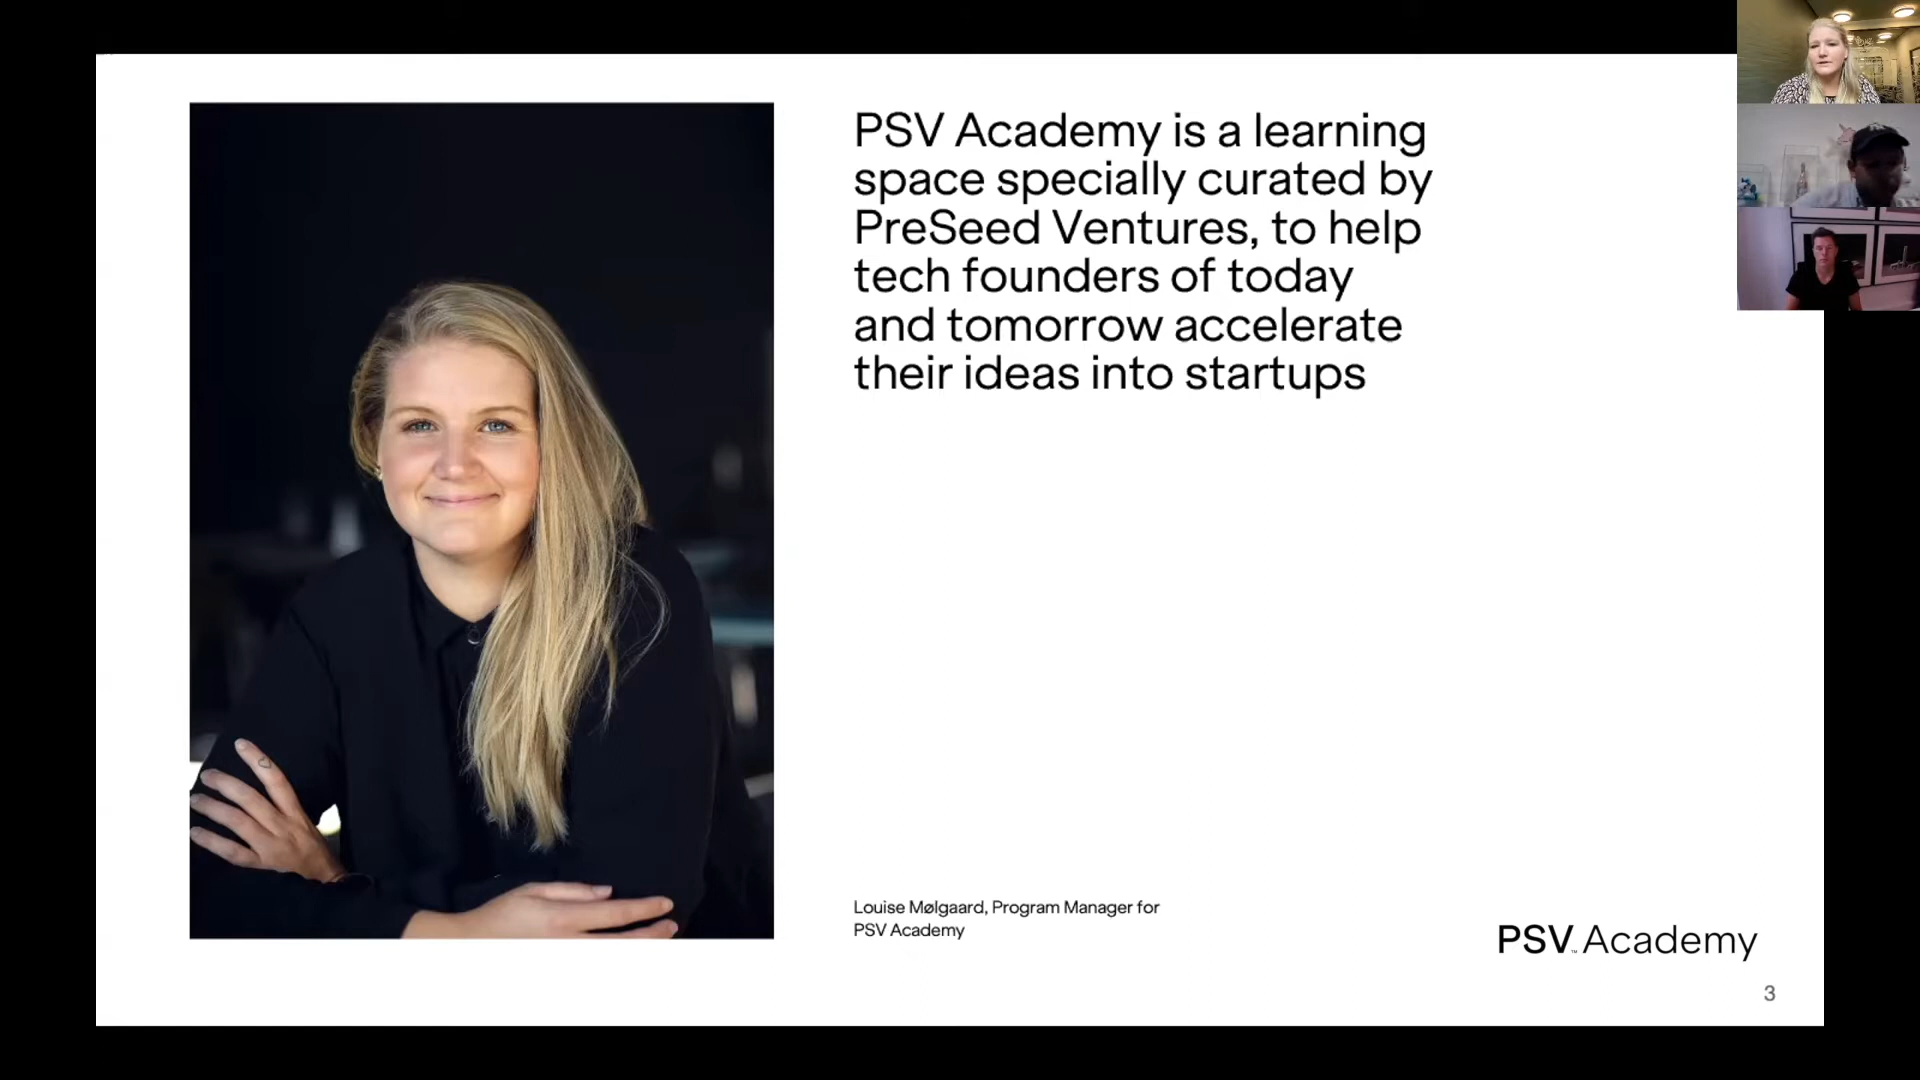 PSV Academy is a learning
space specially curated by
PreSeed Ventures, to help
tech founders of today
and tomorrow accelerate
their ideas into startups
Louise Mølgaard, Program Manager for
PSV Academy
PSV™ Academy
3